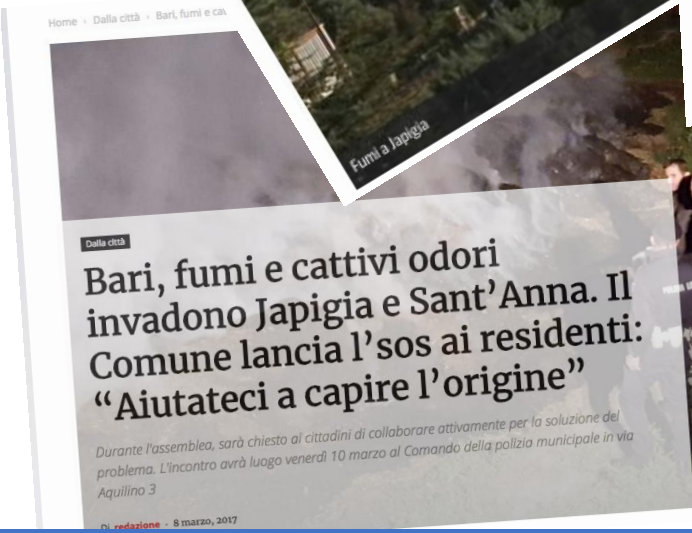 Home › Dalla città › Bari, fumi e
Fumi a Japigia
Dalla città
Bari, fumi e cattivi odori
invadono Japigia e Sant’Anna. Il
Comune lancia l’sos ai residenti:
“Aiutateci a capire l’origine”
Durante l'assemblea, sarà chiesto ai cittadini di collaborare attivamente per la soluzione del
problema. L'incontro avrà luogo venerdì 10 marzo al Comando della polizia municipale in via
Aquilino 3
Di redazione - 8 marzo, 2017